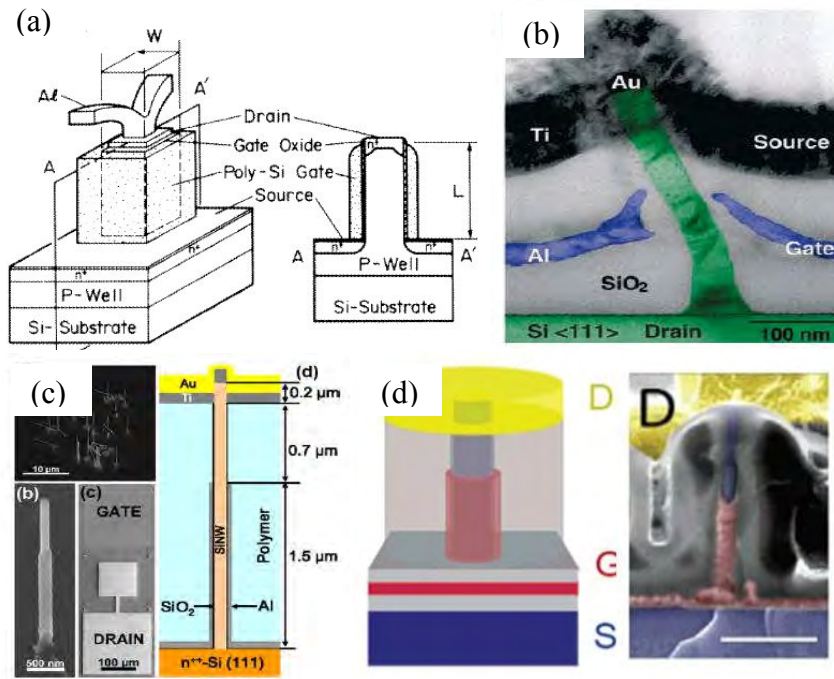 (a)
W
Al
A'
Drain
Gate Oxide
Poly-Si Gate
Source
A
n+
n+
P-Well
Si-Substrate
n+
L
n+
n+
A
A'
P-Well
Si-Substrate
(b)
Au
Ti
Source
Al
Gate
SiO2
Si <111> Drain
100 nm
(c)
10 μm
(b)
500 nm
(c)
GATE
DRAIN
100 μm
(d)
Au
Ti
0.2 μm
0.7 μm
SiNW
Polymer
1.5 μm
SiO2
Al
n++-Si (111)
(d)
D
G
S
D